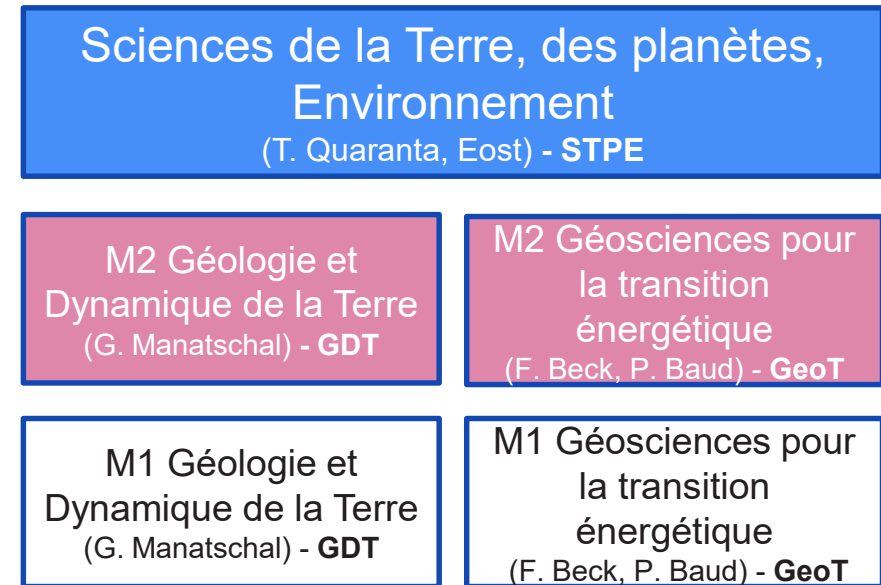 Sciences de la Terre, des planètes,
Environnement
(T. Quaranta, Eost) - STPE
M2 Géologie et
Dynamique de la Terre
(G. Manatschal) - GDT
M2 Géosciences pour
la transition
énergétique
(F. Beck, P. Baud) - GeoT
M1 Géologie et
Dynamique de la Terre
(G. Manatschal) - GDT
M1 Géosciences pour
la transition
énergétique
(F. Beck, P. Baud) - GeoT